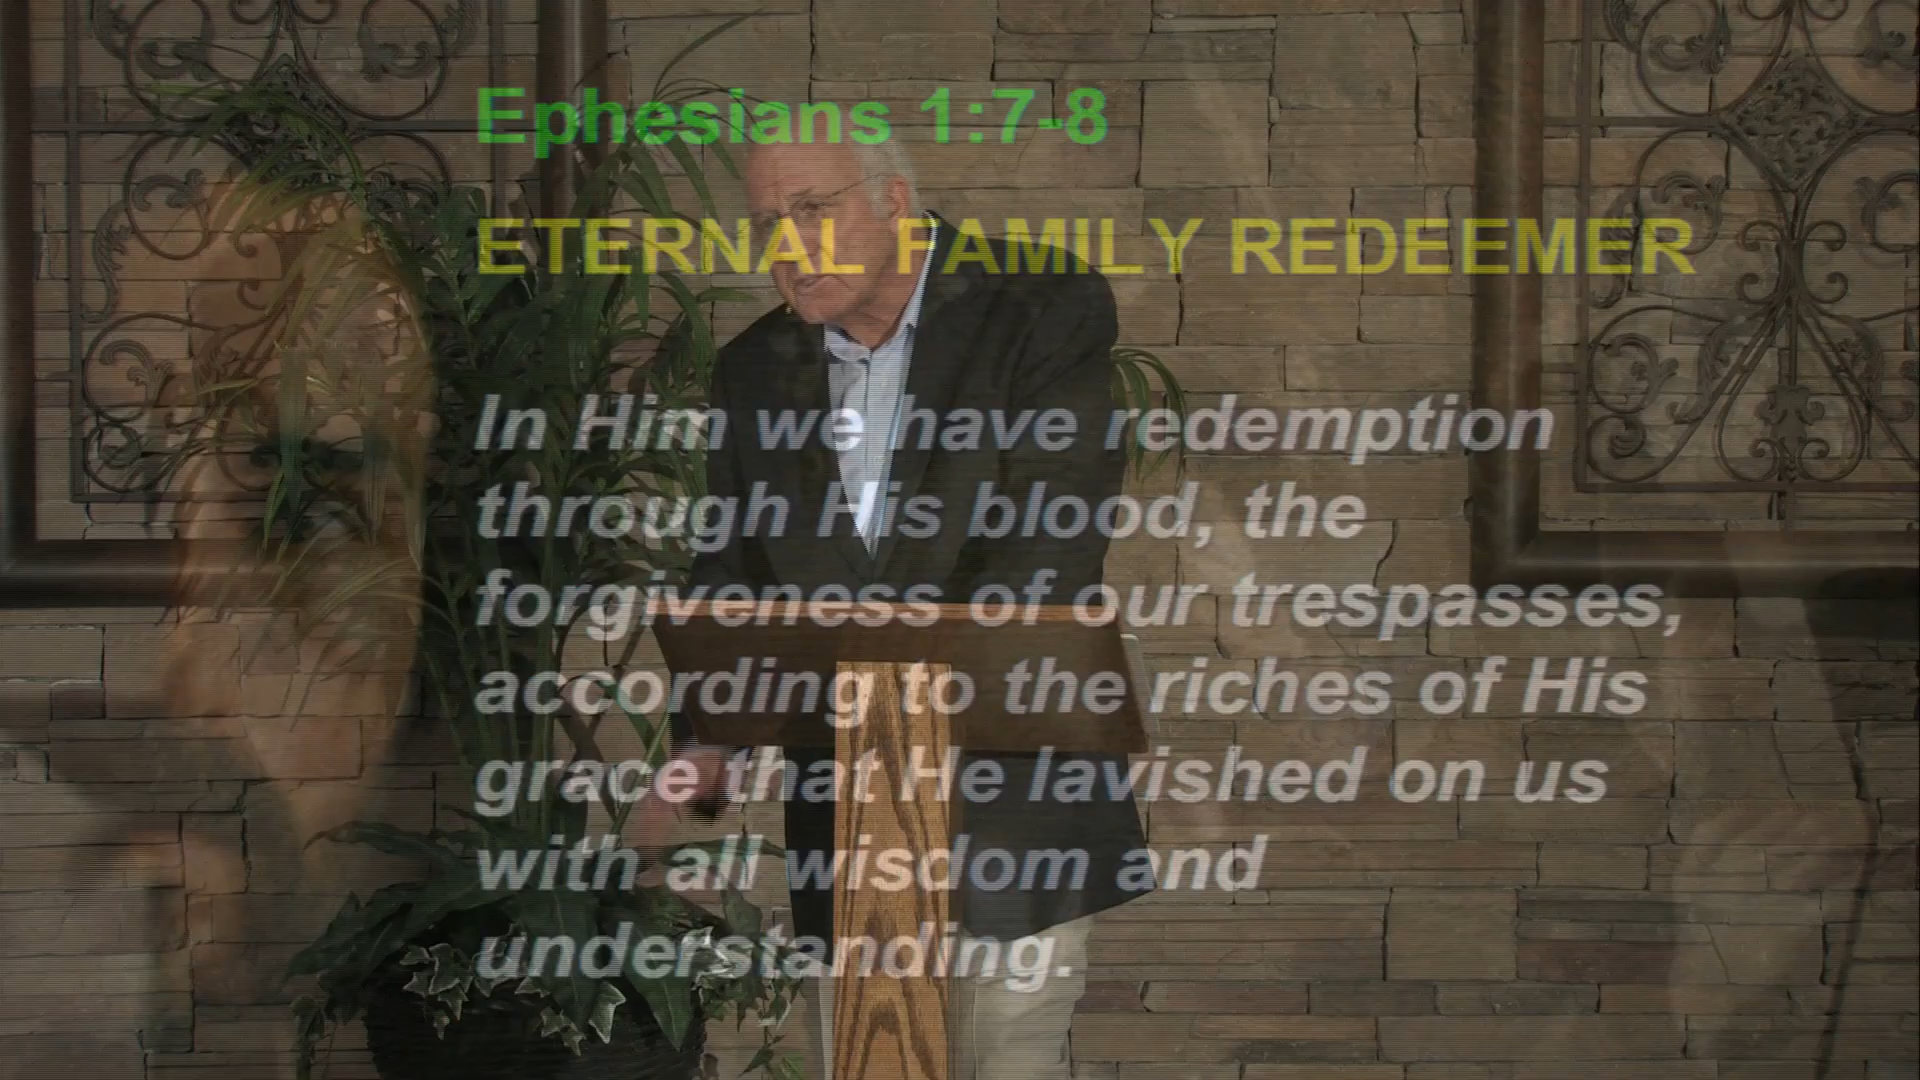 Ephesians 1:7-8
ETERNAL FAMILY REDEEMER
In Him we have redemption
through His blood, the
forgiveness of our trespasses,
according to the riches of His
grace that He lavished on us
with all wisdom and
understanding.